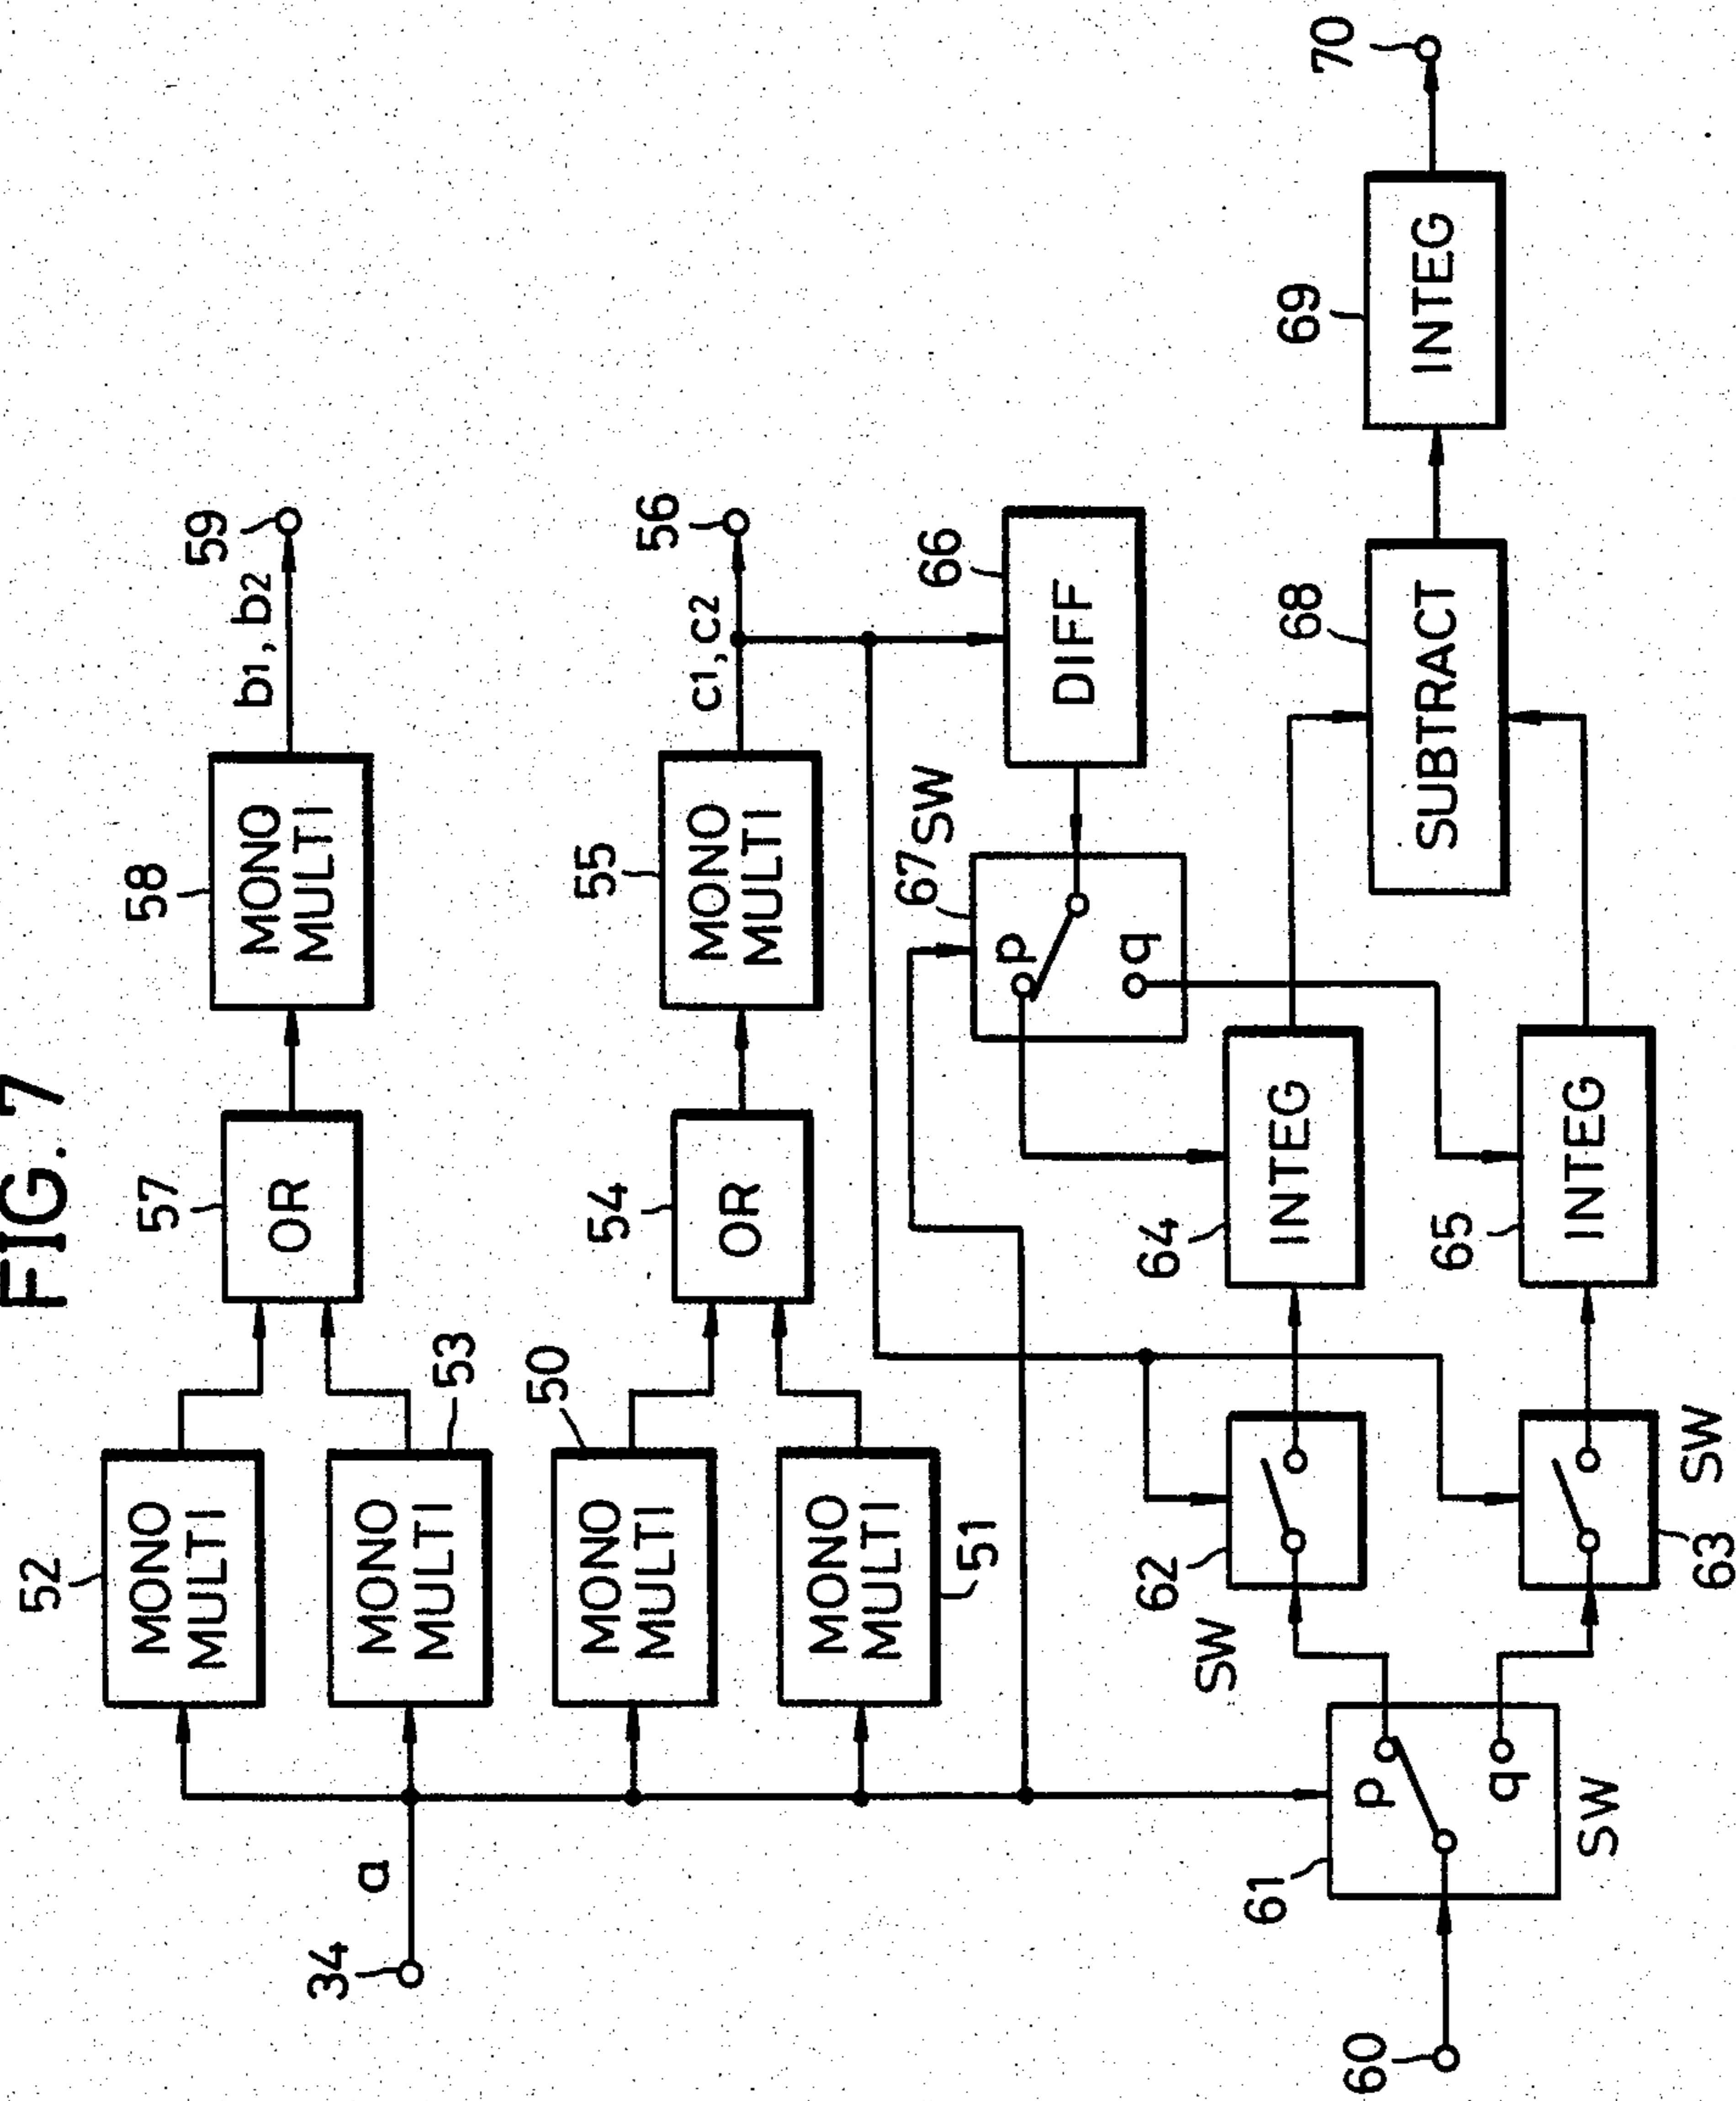 FIG. 7
52
MONO
MULTI
53
MONO
MULTI
57
OR
58
MONO
MULTI
b1, b2
59
34
a
50
MONO
MULTI
51
MONO
MULTI
54
OR
55
MONO
MULTI
c1, c2
56
66
DIFF
67 SW
p
q
60
61
p
q
SW
62
SW
63
SW
64
INTEG
65
INTEG
68
SUBTRACT
69
INTEG
70